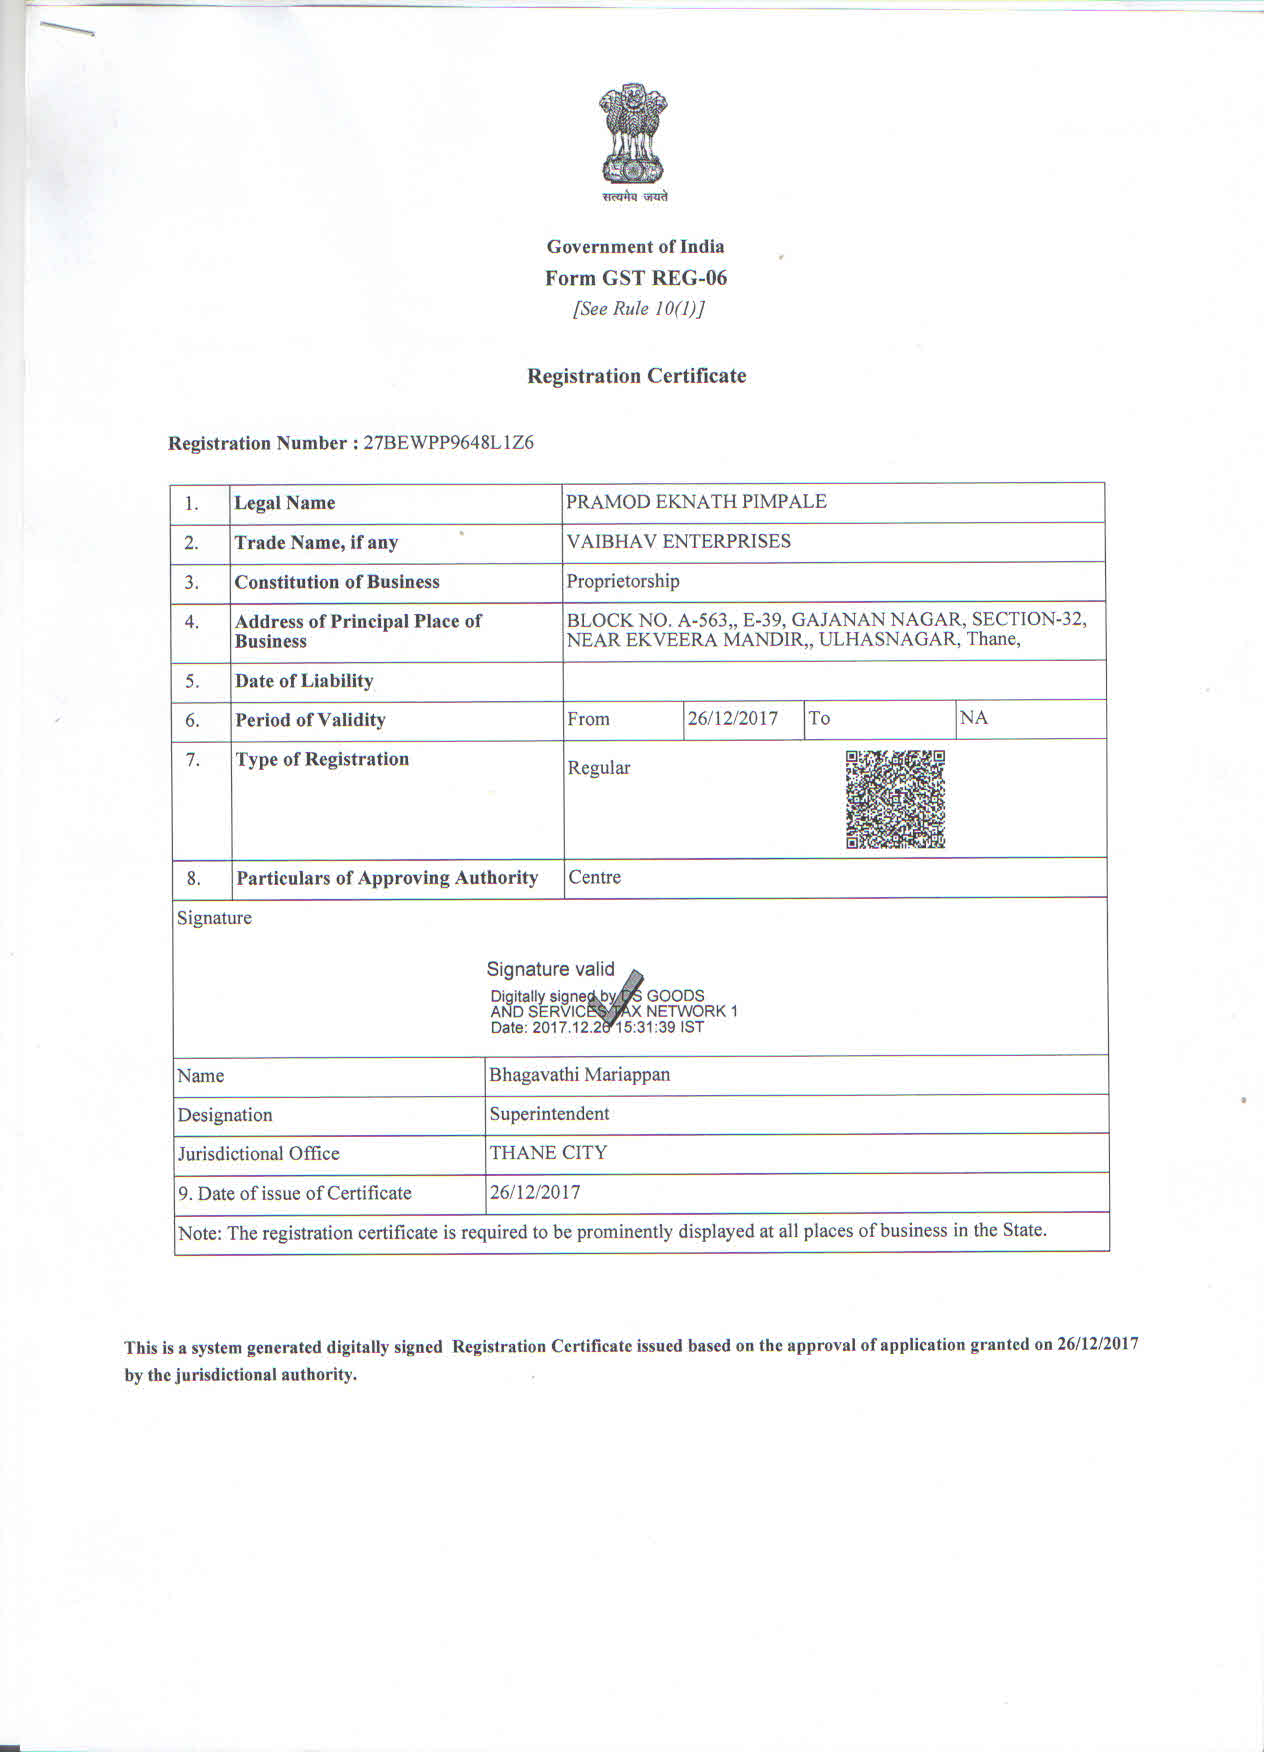 सत्यमेव जयते
Government of India
Form GST REG-06
[See Rule 10(1)]
Registration Certificate
Registration Number : 27BEWPP9648L1Z6
1. Legal Name PRAMOD EKNATH PIMPALE
2. Trade Name, if any VAIBHAV ENTERPRISES
3. Constitution of Business Proprietorship
4. Address of Principal Place of Business BLOCK NO. A-563,, E-39, GAJANAN NAGAR, SECTION-32,
NEAR EKVEERA MANDIR,, ULHASNAGAR, Thane,
5. Date of Liability
6. Period of Validity From 26/12/2017 To NA
7. Type of Registration Regular
8. Particulars of Approving Authority Centre
Signature
Signature valid
Digitally signed by DS GOODS
AND SERVICES TAX NETWORK 1
Date: 2017.12.26 15:31:39 IST
Name Bhagavathi Mariappan
Designation Superintendent
Jurisdictional Office THANE CITY
9. Date of issue of Certificate 26/12/2017
Note: The registration certificate is required to be prominently displayed at all places of business in the State.
This is a system generated digitally signed Registration Certificate issued based on the approval of application granted on 26/12/2017
by the jurisdictional authority.